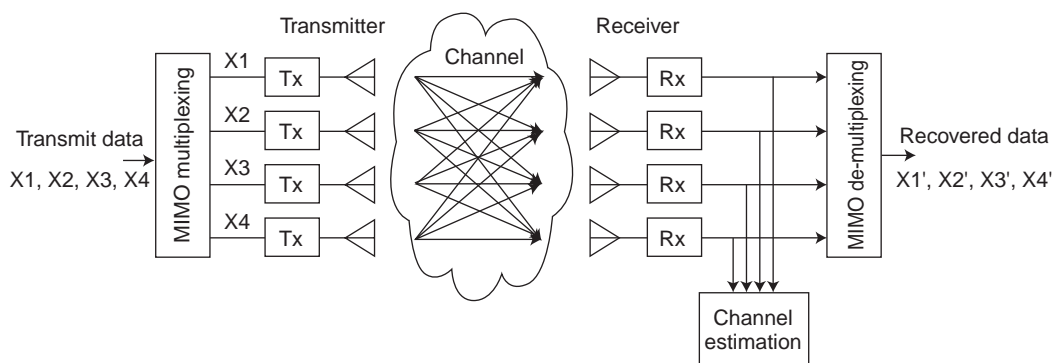 Transmitter
Receiver
Channel
Transmit data
X1, X2, X3, X4
MIMO multiplexing
X1
Tx
X2
Tx
X3
Tx
X4
Tx
Rx
Rx
Rx
Rx
MIMO de-multiplexing
Recovered data
X1', X2', X3', X4'
Channel
estimation